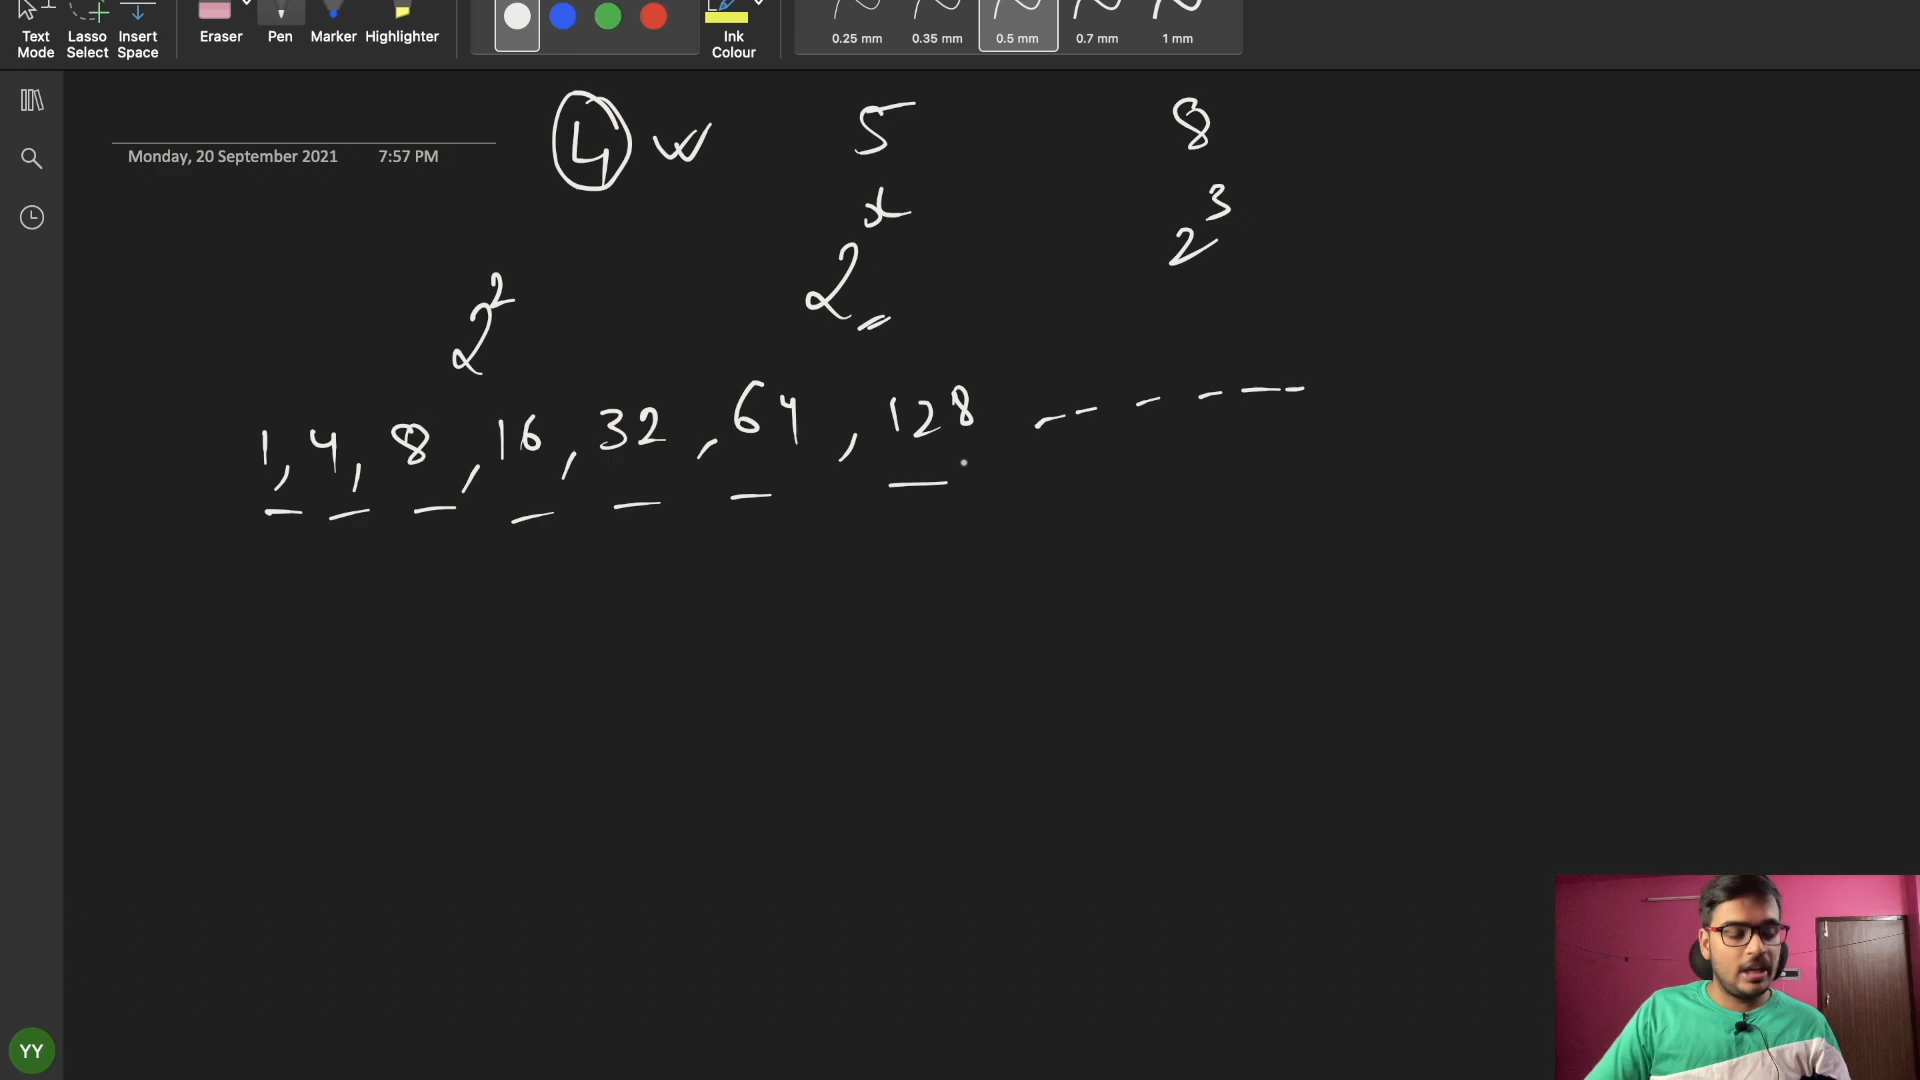 Text Mode
Lasso Select
Insert Space
Eraser
Pen
Marker
Highlighter
Ink Colour
0.25 mm
0.35 mm
0.5 mm
0.7 mm
1 mm
Monday, 20 September 2021 7:57 PM
4 5 8
2^x 2^3
2^2
1, 4, 8, 16, 32, 64, 128 ------
YY